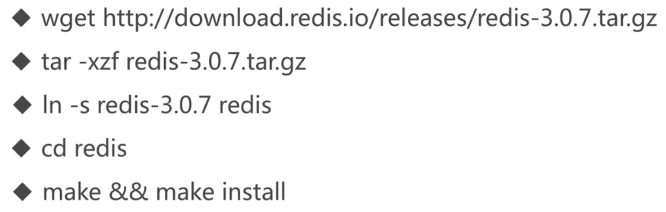 ◆ wget http://download.redis.io/releases/redis-3.0.7.tar.gz
◆ tar -xzf redis-3.0.7.tar.gz
◆ ln -s redis-3.0.7 redis
◆ cd redis
◆ make && make install